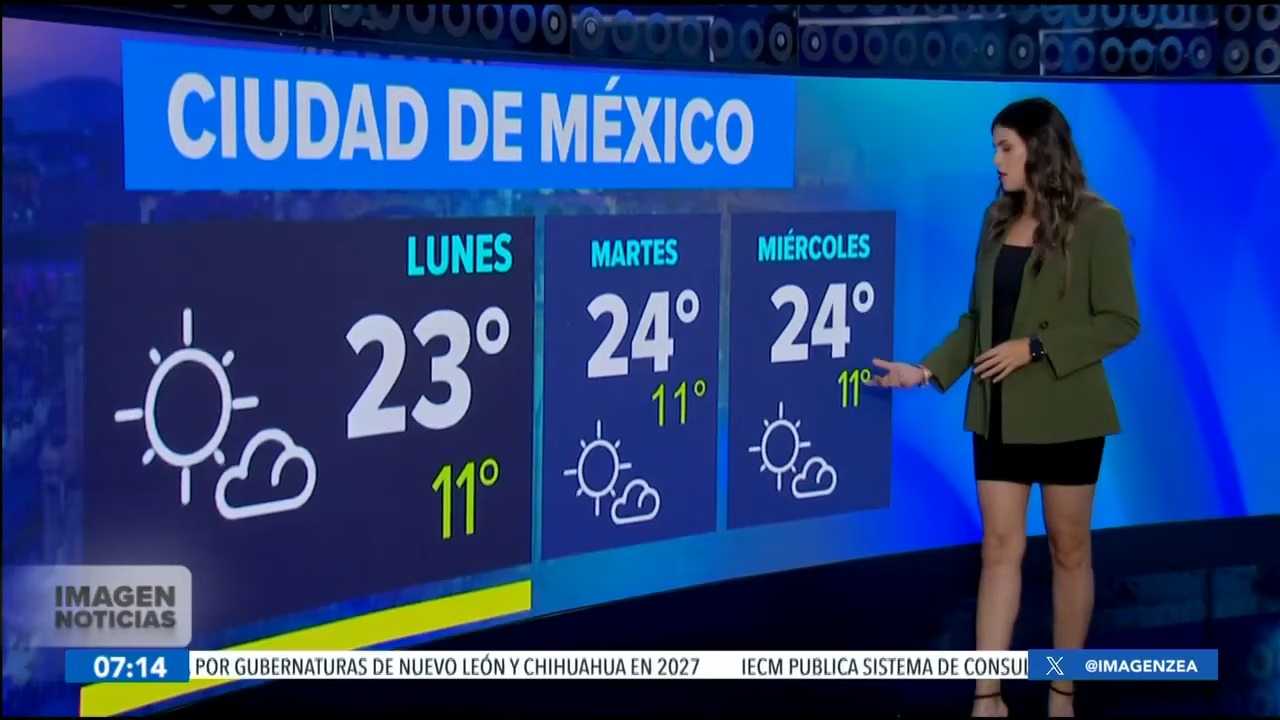 CIUDAD DE MÉXICO
LUNES
23°
11°
MARTES
24°
11°
MIÉRCOLES
24°
11°
IMAGEN
NOTICIAS
07:14
POR GUBERNATURAS DE NUEVO LEÓN Y CHIHUAHUA EN 2027 IECM PUBLICA SISTEMA DE CONSUL
X @IMAGENZEA